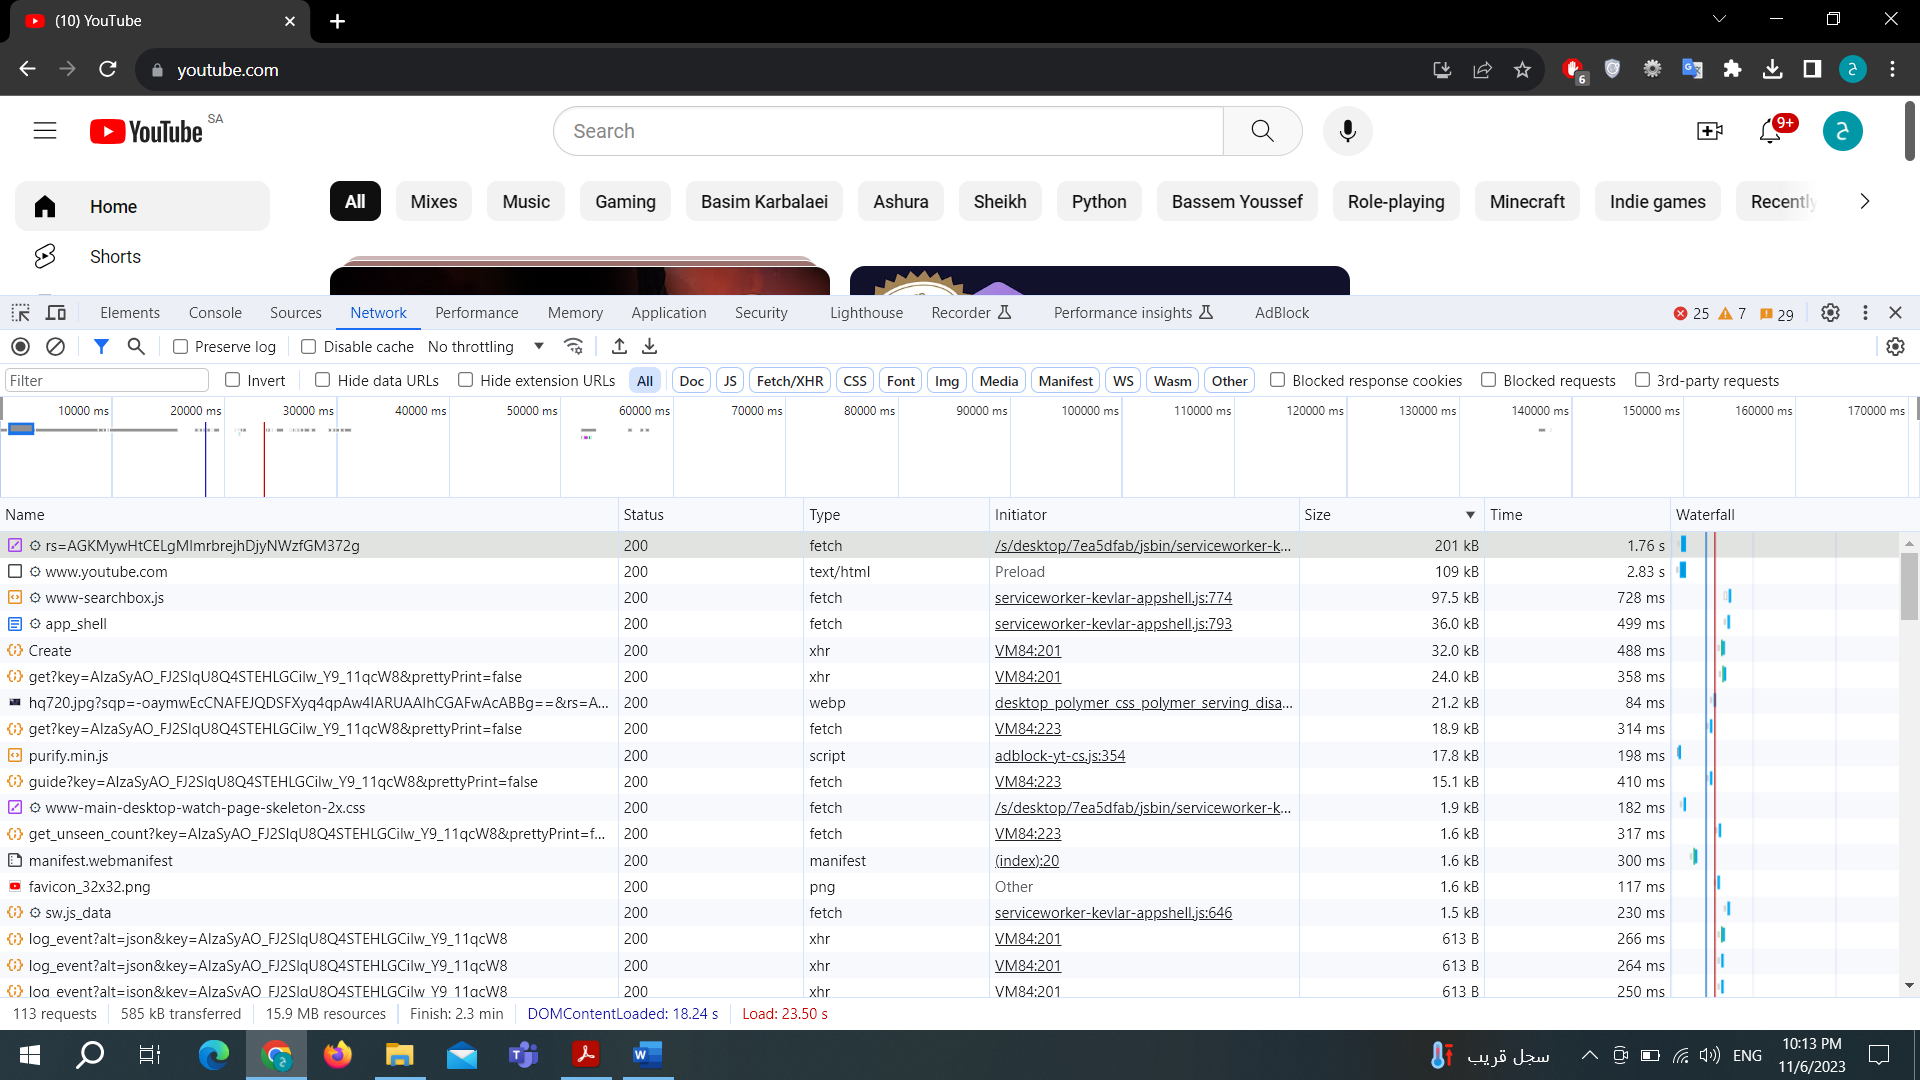 (10) YouTube
youtube.com
6
YouTube SA
Search
9+
Home
All Mixes Music Gaming Basim Karbalaei Ashura Sheikh Python Bassem Youssef Role-playing Minecraft Indie games Recently
Shorts
Elements Console Sources Network Performance Memory Application Security Lighthouse Recorder Performance insights AdBlock 25 7 29
Preserve log Disable cache No throttling
Filter Invert Hide data URLs Hide extension URLs All Doc JS Fetch/XHR CSS Font Img Media Manifest WS Wasm Other Blocked response cookies Blocked requests 3rd-party requests
10000 ms 20000 ms 30000 ms 40000 ms 50000 ms 60000 ms 70000 ms 80000 ms 90000 ms 100000 ms 110000 ms 120000 ms 130000 ms 140000 ms 150000 ms 160000 ms 170000 ms
Name Status Type Initiator Size Time Waterfall
rs=AGKMywHtCELgMImrbrejhDjyNWzfGM372g 200 fetch /s/desktop/7ea5dfab/jsbin/serviceworker-k... 201 kB 1.76 s
www.youtube.com 200 text/html Preload 109 kB 2.83 s
www-searchbox.js 200 fetch serviceworker-kevlar-appshell.js:774 97.5 kB 728 ms
app_shell 200 fetch serviceworker-kevlar-appshell.js:793 36.0 kB 499 ms
Create 200 xhr VM84:201 32.0 kB 488 ms
get?key=AIzaSyAO_FJ2SlqU8Q4STEHLGCilw_Y9_11qcW8&prettyPrint=false 200 xhr VM84:201 24.0 kB 358 ms
hq720.jpg?sqp=-oaymwEcCNAFEJQDSFXyq4qpAw4IARUAAIhCGAFwAcABBg==&rs=A... 200 webp desktop_polymer_css_polymer_serving_disa... 21.2 kB 84 ms
get?key=AIzaSyAO_FJ2SlqU8Q4STEHLGCilw_Y9_11qcW8&prettyPrint=false 200 fetch VM84:223 18.9 kB 314 ms
purify.min.js 200 script adblock-yt-cs.js:354 17.8 kB 198 ms
guide?key=AIzaSyAO_FJ2SlqU8Q4STEHLGCilw_Y9_11qcW8&prettyPrint=false 200 fetch VM84:223 15.1 kB 410 ms
www-main-desktop-watch-page-skeleton-2x.css 200 fetch /s/desktop/7ea5dfab/jsbin/serviceworker-k... 1.9 kB 182 ms
get_unseen_count?key=AIzaSyAO_FJ2SlqU8Q4STEHLGCilw_Y9_11qcW8&prettyPrint=f... 200 fetch VM84:223 1.6 kB 317 ms
manifest.webmanifest 200 manifest (index):20 1.6 kB 300 ms
favicon_32x32.png 200 png Other 1.6 kB 117 ms
sw.js_data 200 fetch serviceworker-kevlar-appshell.js:646 1.5 kB 230 ms
log_event?alt=json&key=AIzaSyAO_FJ2SlqU8Q4STEHLGCilw_Y9_11qcW8 200 xhr VM84:201 613 B 266 ms
log_event?alt=json&key=AIzaSyAO_FJ2SlqU8Q4STEHLGCilw_Y9_11qcW8 200 xhr VM84:201 613 B 264 ms
log_event?alt=json&key=AIzaSyAO_FJ2SlqU8Q4STEHLGCilw_Y9_11qcW8 200 xhr VM84:201 613 B 250 ms
113 requests 585 kB transferred 15.9 MB resources Finish: 2.3 min DOMContentLoaded: 18.24 s Load: 23.50 s
سجل قريب ENG 10:13 PM
11/6/2023